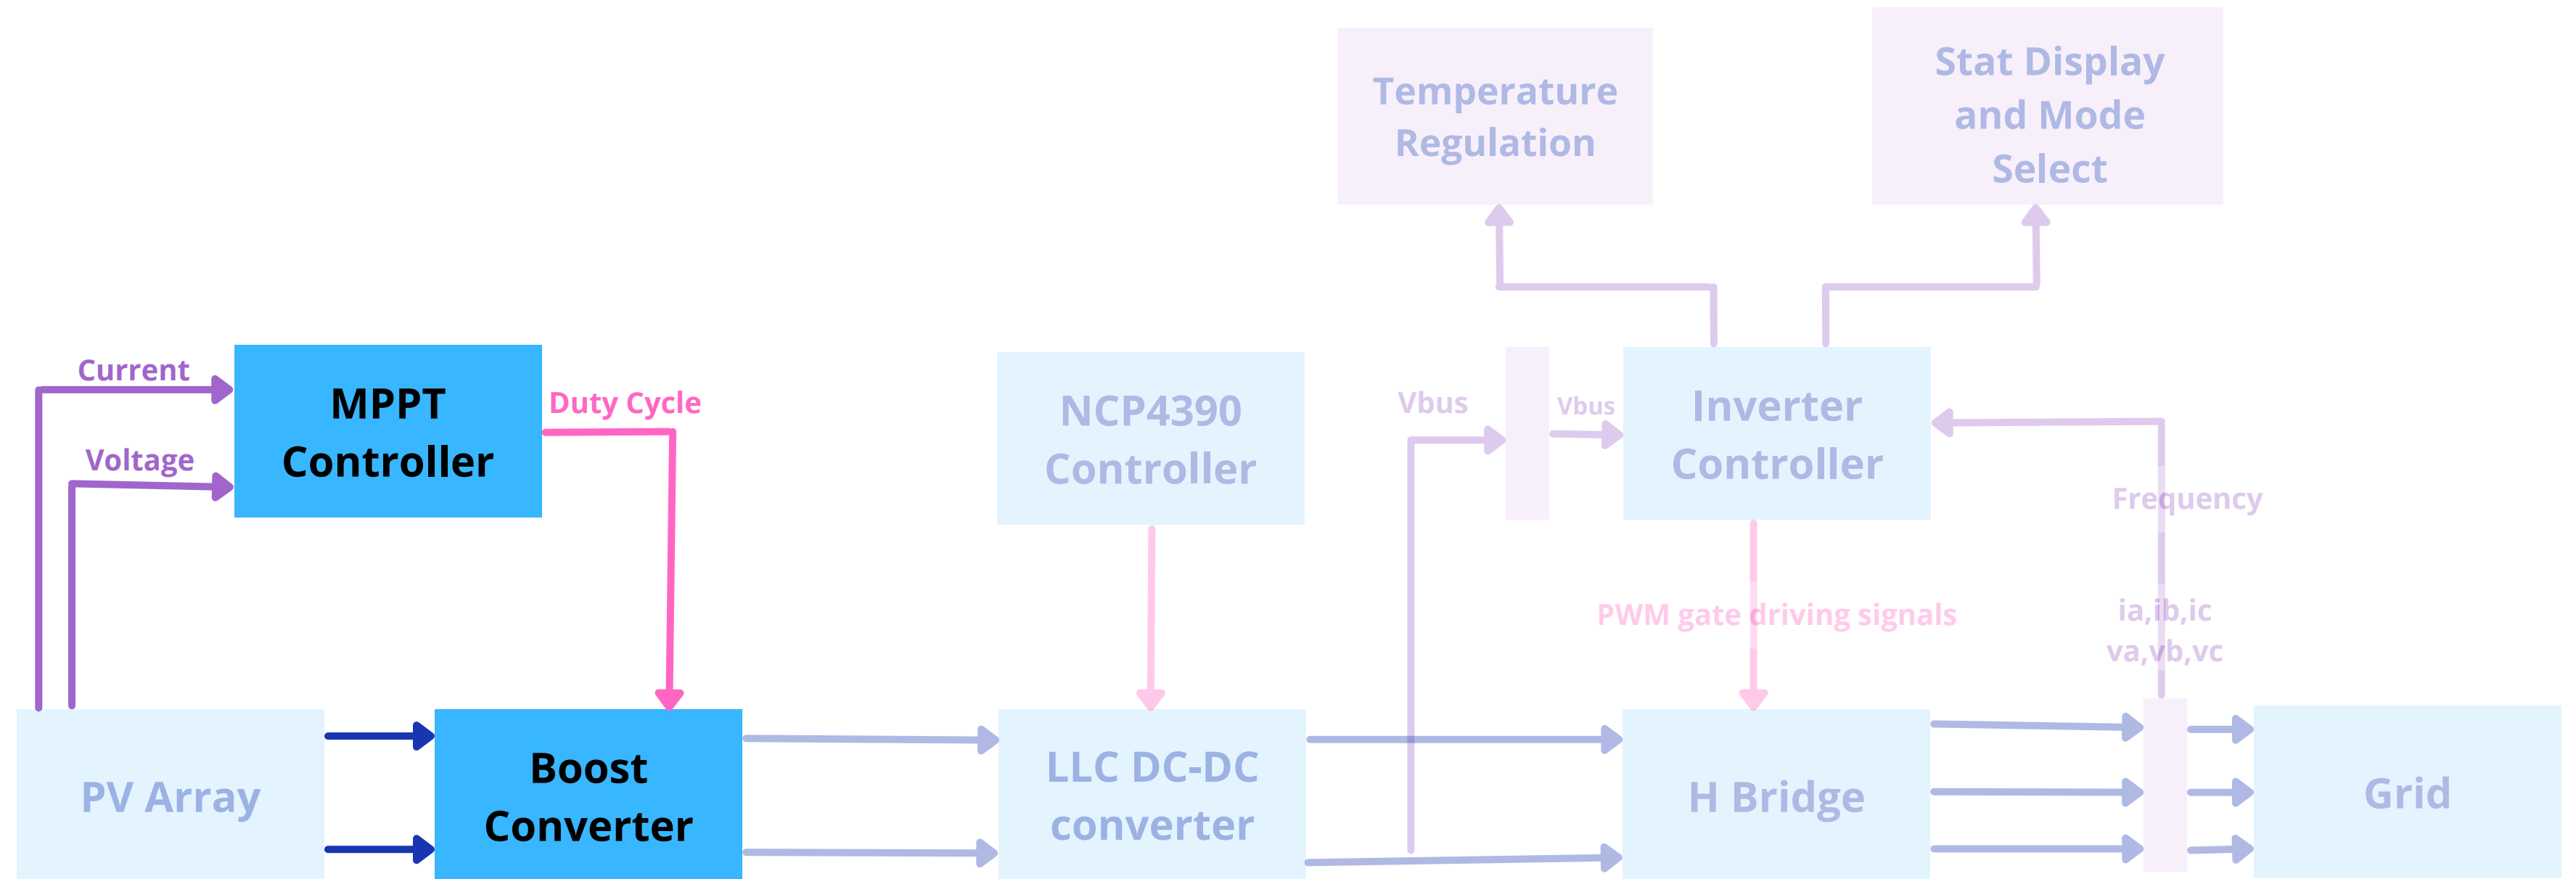 Temperature
Regulation
Stat Display
and Mode
Select
Current
Voltage
MPPT
Controller
Duty Cycle
NCP4390
Controller
Vbus
Vbus
Inverter
Controller
Frequency
PWM gate driving signals
ia,ib,ic
va,vb,vc
PV Array
Boost
Converter
LLC DC-DC
converter
H Bridge
Grid